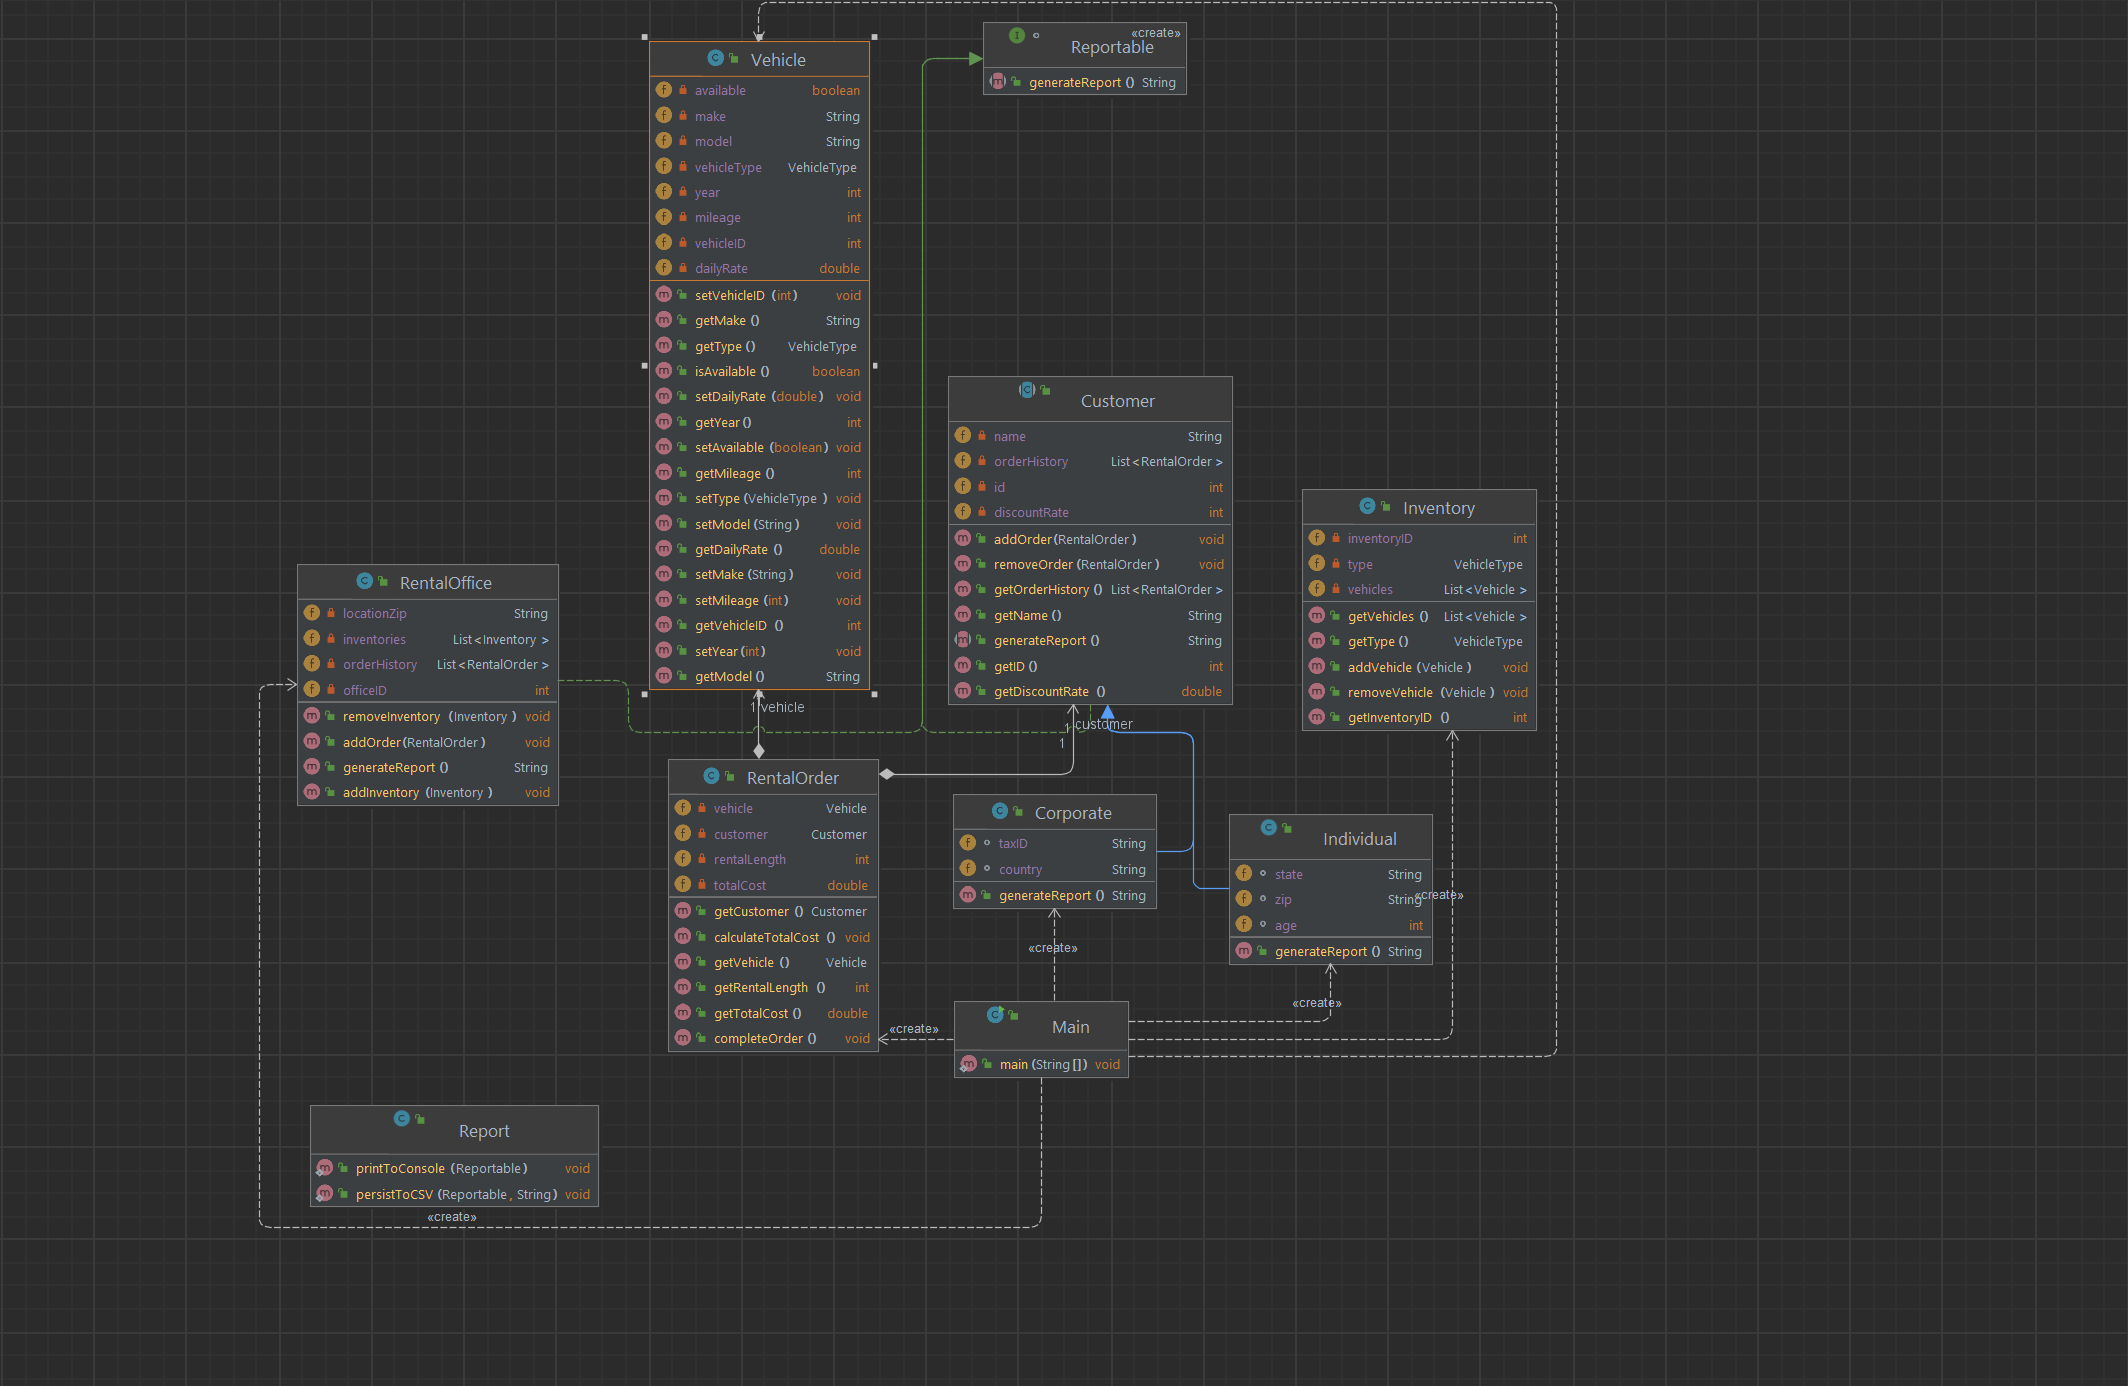 Vehicle
available boolean
make String
model String
vehicleType VehicleType
year int
mileage int
vehicleID int
dailyRate double
setVehicleID (int) void
getMake () String
getType () VehicleType
isAvailable () boolean
setDailyRate (double) void
getYear () int
setAvailable (boolean) void
getMileage () int
setType (VehicleType) void
setModel (String) void
getDailyRate () double
setMake (String) void
setMileage (int) void
getVehicleID () int
setYear (int) void
getModel () String
«create»
Reportable
generateReport () String
Customer
name String
orderHistory List<RentalOrder>
id int
discountRate int
addOrder(RentalOrder) void
removeOrder (RentalOrder) void
getOrderHistory () List<RentalOrder>
getName () String
generateReport () String
getID () int
getDiscountRate () double
Inventory
inventoryID int
type VehicleType
vehicles List<Vehicle>
getVehicles () List<Vehicle>
getType () VehicleType
addVehicle (Vehicle) void
removeVehicle (Vehicle) void
getInventoryID () int
RentalOffice
locationZip String
inventories List<Inventory>
orderHistory List<RentalOrder>
officeID int
removeInventory (Inventory) void
addOrder(RentalOrder) void
generateReport () String
addInventory (Inventory) void
1 vehicle
1 customer
1
RentalOrder
vehicle Vehicle
customer Customer
rentalLength int
totalCost double
getCustomer () Customer
calculateTotalCost () void
getVehicle () Vehicle
getRentalLength () int
getTotalCost () double
completeOrder () void
Corporate
taxID String
country String
generateReport () String
Individual
state String
zip String
age int
generateReport () String
«create»
«create»
«create»
«create»
Main
main (String[]) void
Report
printToConsole (Reportable) void
persistToCSV (Reportable, String) void
«create»